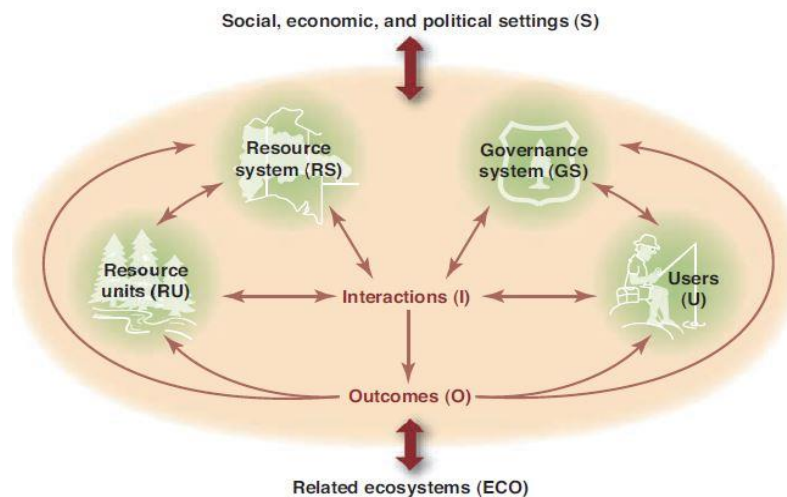 Social, economic, and political settings (S)
Resource
system (RS)
Governance
system (GS)
Resource
units (RU)
Users
(U)
Interactions (I)
Outcomes (O)
Related ecosystems (ECO)